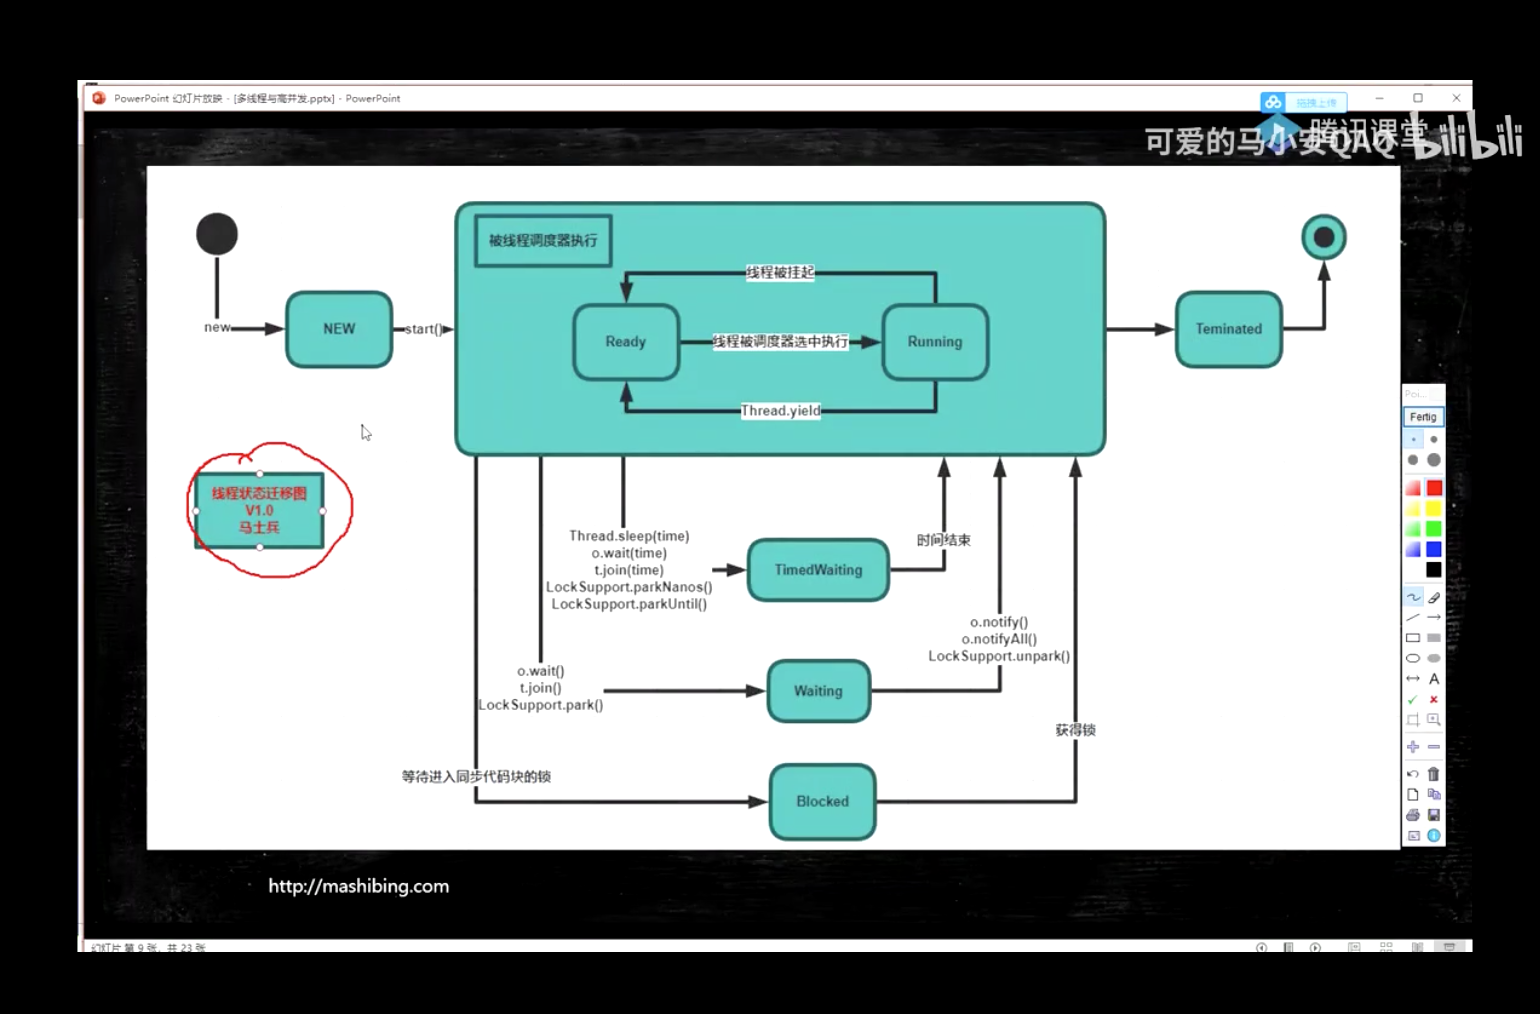 PowerPoint 幻灯片放映 - [多线程与高并发.pptx] - PowerPoint
拖拽上传
腾讯课堂
可爱的马小安QAQ bilibili
被线程调度器执行
线程被挂起
new
NEW
start()
Ready
线程被调度器选中执行
Running
Teminated
Thread.yield
线程状态迁移图
V1.0
马士兵
Thread.sleep(time)
o.wait(time)
t.join(time)
LockSupport.parkNanos()
LockSupport.parkUntil()
TimedWaiting
时间结束
o.notify()
o.notifyAll()
LockSupport.unpark()
o.wait()
t.join()
LockSupport.park()
Waiting
获得锁
等待进入同步代码块的锁
Blocked
Fertig
A
http://mashibing.com
幻灯片 第 9 张，共 23 张